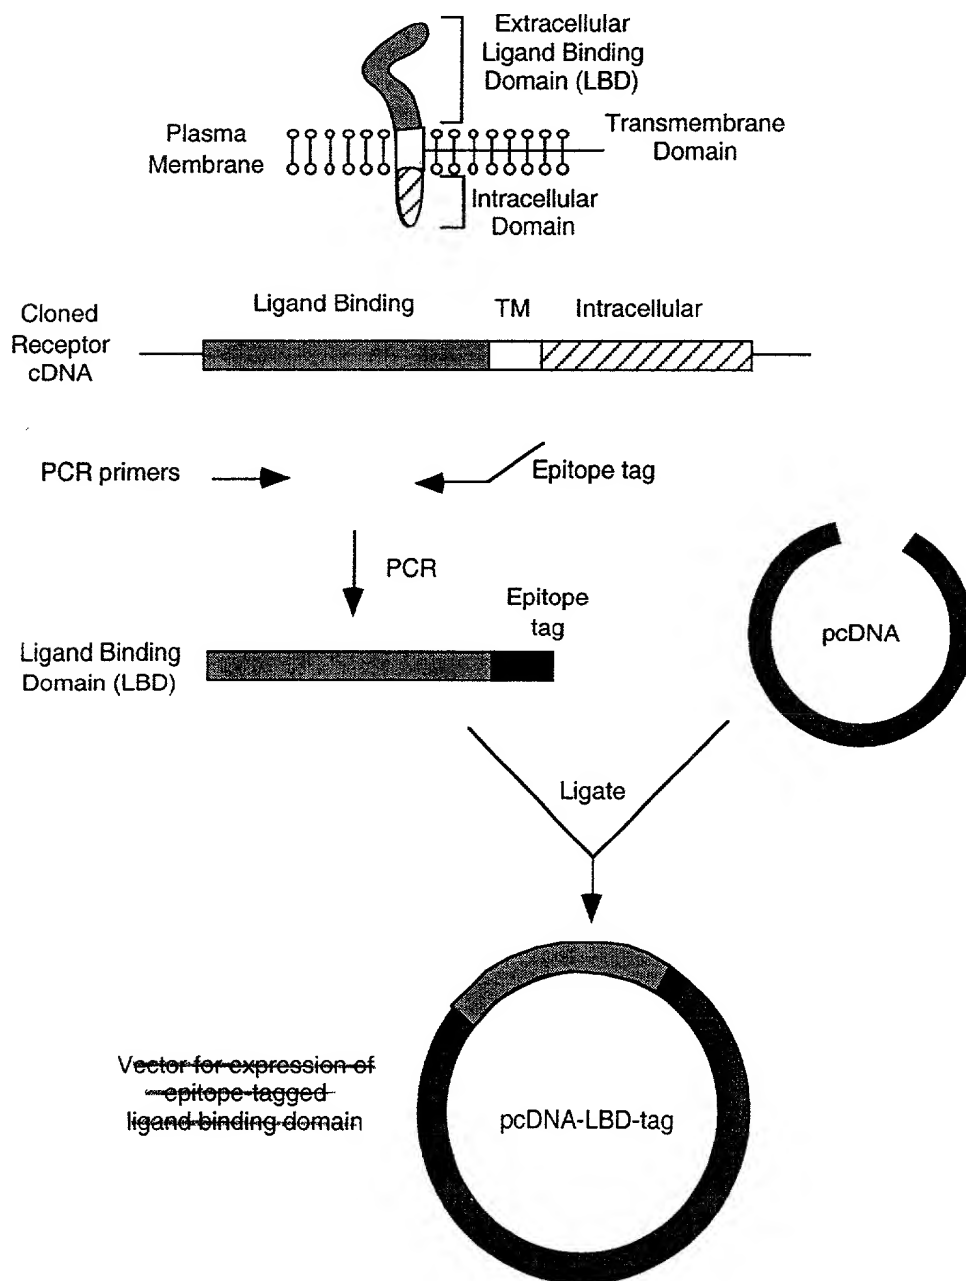 Extracellular
Ligand Binding
Domain (LBD)
Plasma
Membrane
Transmembrane
Domain
Intracellular
Domain
Ligand Binding
TM
Intracellular
Cloned
Receptor
cDNA
PCR primers
Epitope tag
PCR
Epitope
tag
pcDNA
Ligand Binding
Domain (LBD)
Ligate
Vector for expression of
epitope-tagged
ligand binding domain
pcDNA-LBD-tag